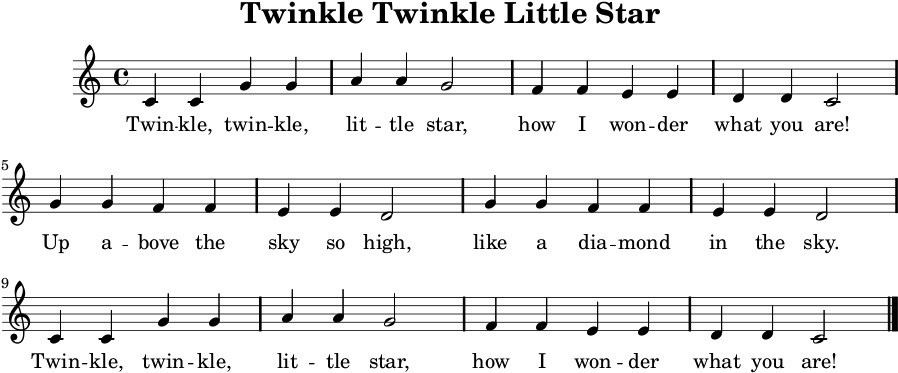 Twinkle Twinkle Little Star
Twin -- kle, twin -- kle, lit -- tle star, how I won -- der what you are!
5
Up a -- bove the sky so high, like a dia -- mond in the sky.
9
Twin -- kle, twin -- kle, lit -- tle star, how I won -- der what you are!